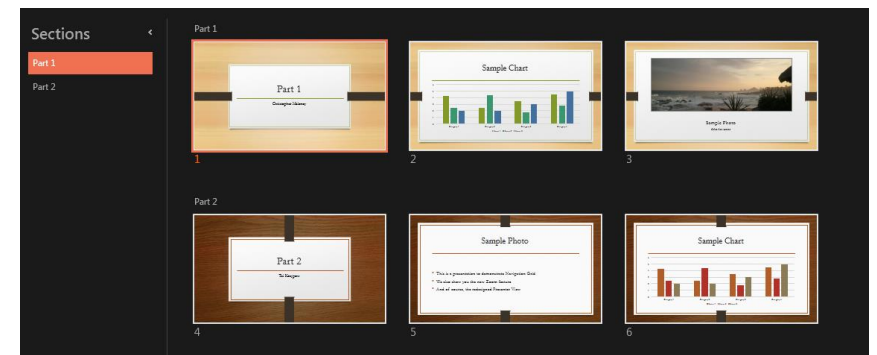 Sections
Part 1
Part 2
Part 1
Part 1
1
Sample Chart
2
Sample Photo
3
Part 2
Part 2
4
Sample Photo
This is a presentation to demonstrate Navigation Grid
We also show you the new Zoom feature
And of course, the redesigned Presenter View
5
Sample Chart
6